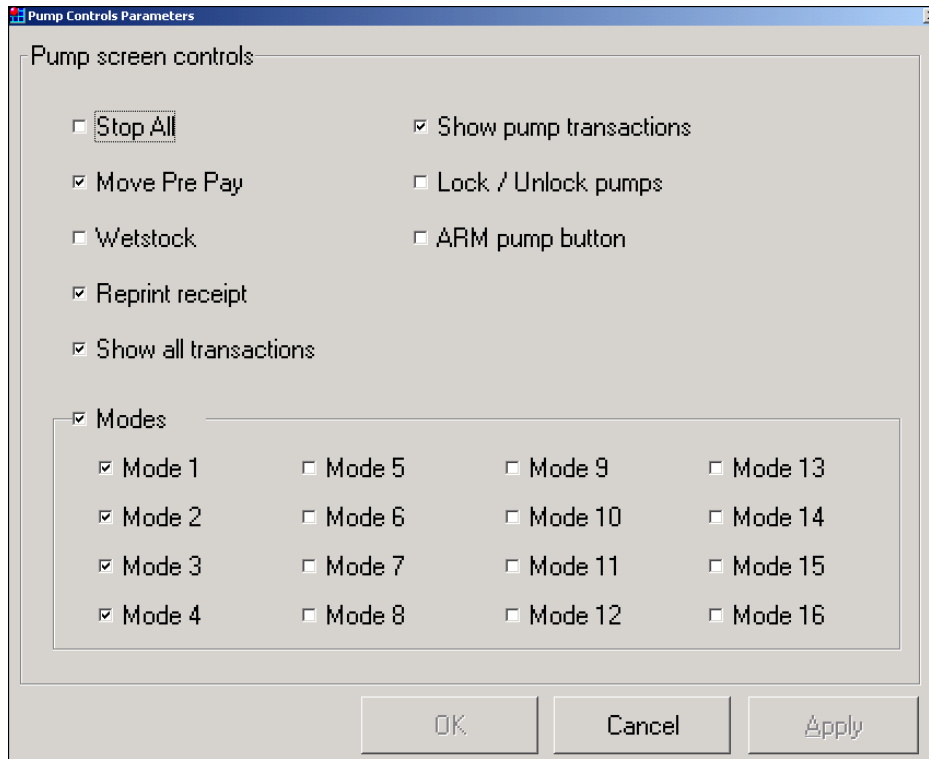 Pump Controls Parameters
Pump screen controls
Stop All
Show pump transactions
Move Pre Pay
Lock / Unlock pumps
Wetstock
ARM pump button
Reprint receipt
Show all transactions
Modes
Mode 1 Mode 5 Mode 9 Mode 13
Mode 2 Mode 6 Mode 10 Mode 14
Mode 3 Mode 7 Mode 11 Mode 15
Mode 4 Mode 8 Mode 12 Mode 16
OK Cancel Apply